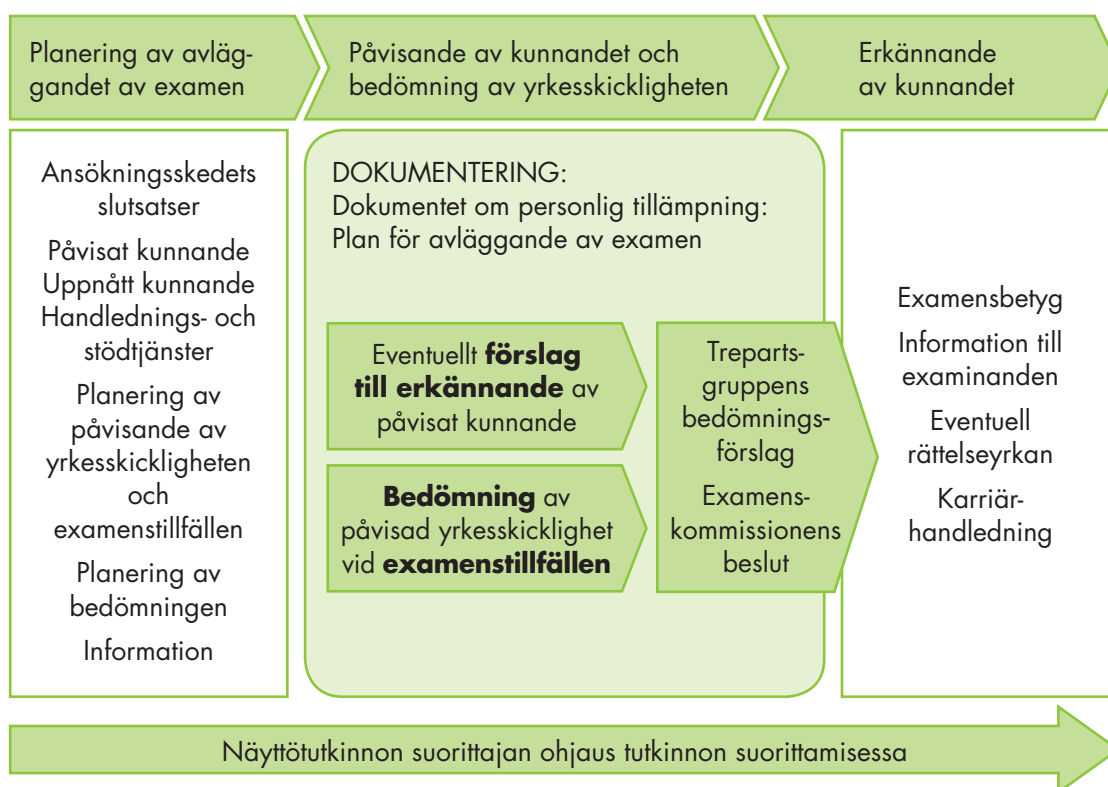 Planering av avläg-
gandet av examen
Påvisande av kunnandet och
bedömning av yrkesskickligheten
Erkännande
av kunnandet
Ansökningsskedets
slutsatser
Påvisat kunnande
Uppnått kunnande
Handlednings- och
stödtjänster
Planering av
påvisande av
yrkesskickligheten
och
examenstillfällen
Planering av
bedömningen
Information
DOKUMENTERING:
Dokumentet om personlig tillämpning:
Plan för avläggande av examen
Eventuellt förslag
till erkännande av
påvisat kunnande
Bedömning av
påvisad yrkesskicklighet
vid examenstillfällen
Treparts-
gruppens
bedömnings-
förslag
Examens-
kommissionens
beslut
Examensbetyg
Information till
examinanden
Eventuell
rättelseyrkan
Karriär-
handledning
Näyttötutkinnon suorittajan ohjaus tutkinnon suorittamisessa